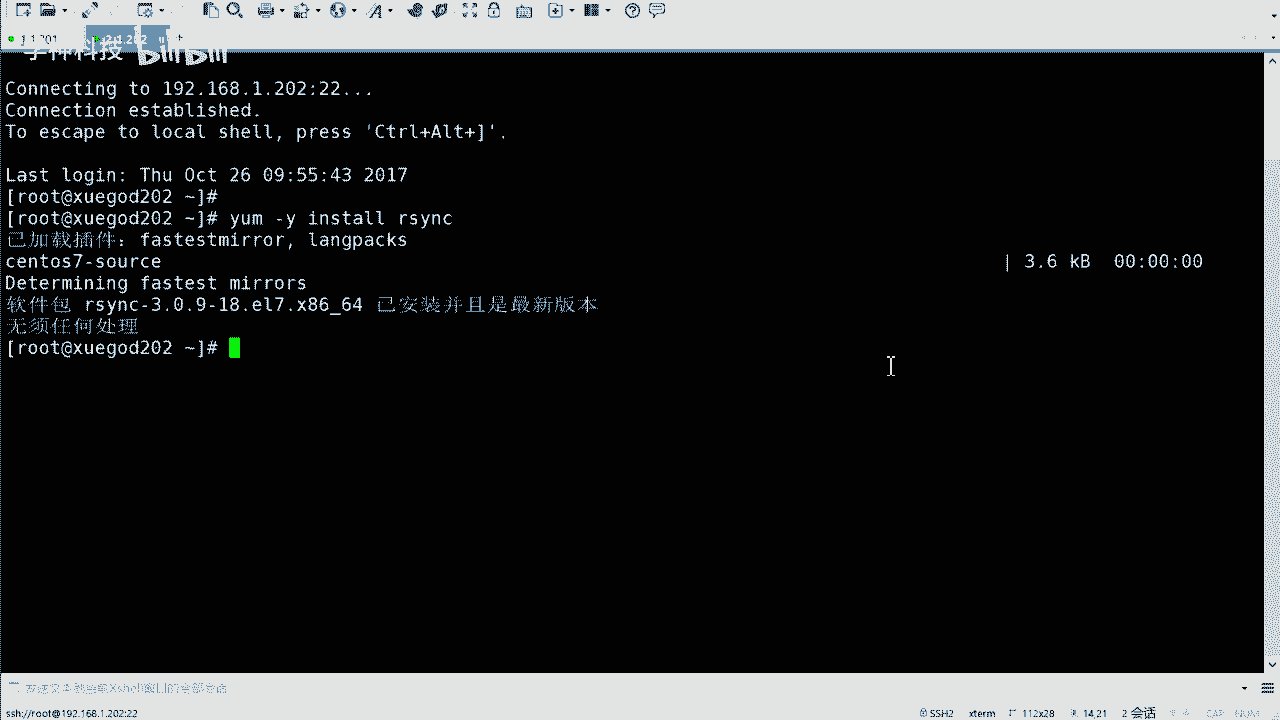 学神科技 bilibili
Connecting to 192.168.1.202:22...
Connection established.
To escape to local shell, press 'Ctrl+Alt+]'.
Last login: Thu Oct 26 09:55:43 2017
[root@xuegod202 ~]#
[root@xuegod202 ~]# yum -y install rsync
已加载插件：fastestmirror, langpacks
centos7-source | 3.6 kB 00:00:00
Determining fastest mirrors
软件包 rsync-3.0.9-18.el7.x86_64 已安装并且是最新版本
无须任何处理
[root@xuegod202 ~]#
ssh://root@192.168.1.202:22 SSH2 xterm 112x28 14,21 2 会话 CAP NUM